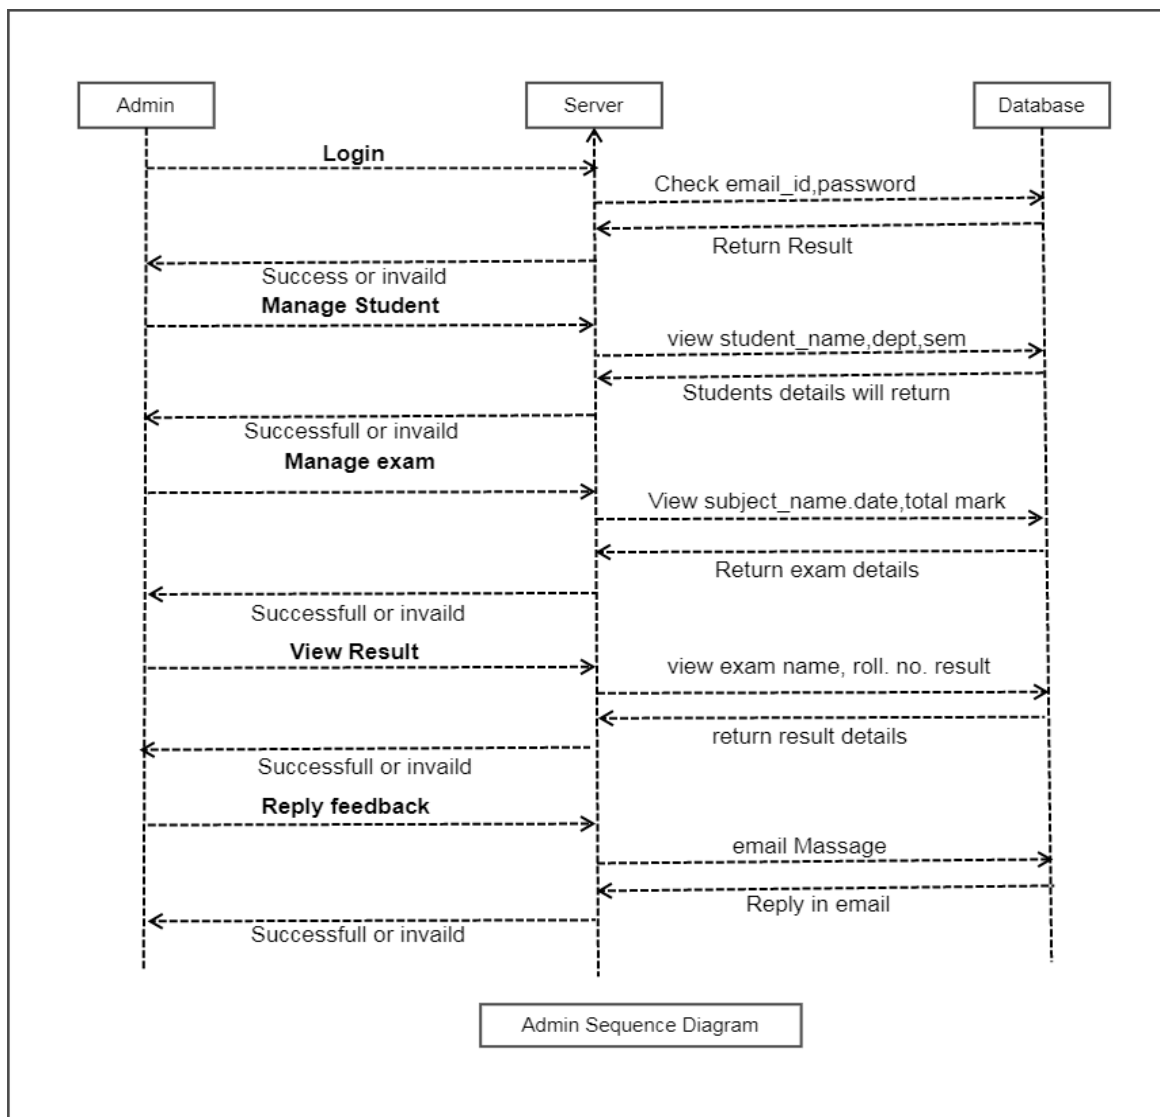 Admin
Server
Database
Login
Check email_id,password
Return Result
Success or invaild
Manage Student
view student_name,dept,sem
Students details will return
Successfull or invaild
Manage exam
View subject_name.date,total mark
Return exam details
Successfull or invaild
View Result
view exam name, roll. no. result
return result details
Successfull or invaild
Reply feedback
email Massage
Reply in email
Successfull or invaild
Admin Sequence Diagram